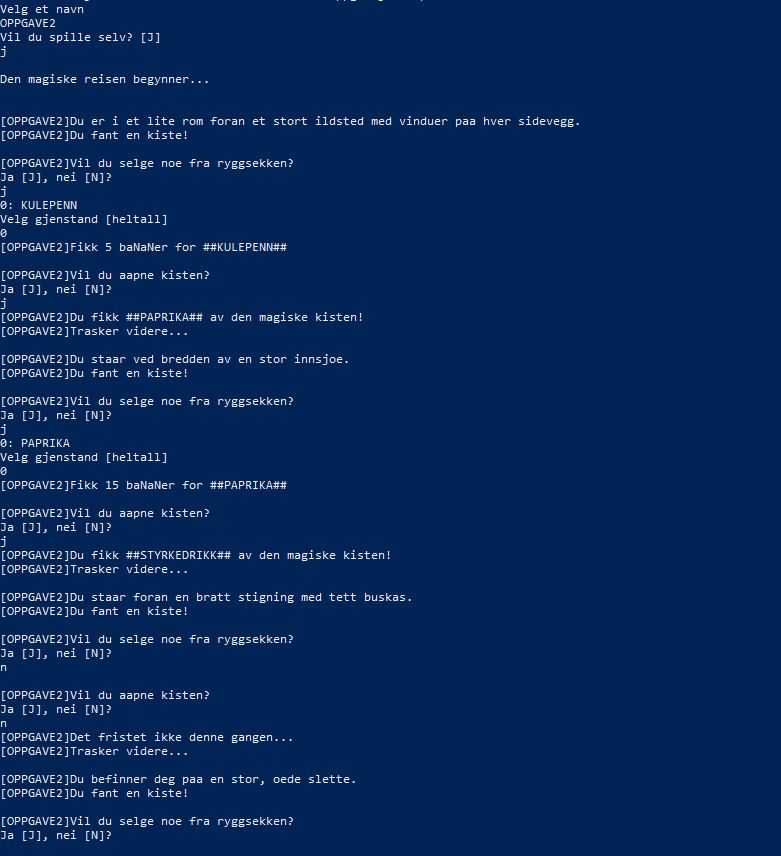 Velg et navn
OPPGAVE2
Vil du spille selv? [J]
j
Den magiske reisen begynner...
[OPPGAVE2]Du er i et lite rom foran et stort ildsted med vinduer paa hver sidevegg.
[OPPGAVE2]Du fant en kiste!
[OPPGAVE2]Vil du selge noe fra ryggsekken?
Ja [J], nei [N]?
j
0: KULEPENN
Velg gjenstand [heltall]
0
[OPPGAVE2]Fikk 5 baNaNer for ##KULEPENN##
[OPPGAVE2]Vil du aapne kisten?
Ja [J], nei [N]?
j
[OPPGAVE2]Du fikk ##PAPRIKA## av den magiske kisten!
[OPPGAVE2]Trasker videre...
[OPPGAVE2]Du staar ved bredden av en stor innsjoe.
[OPPGAVE2]Du fant en kiste!
[OPPGAVE2]Vil du selge noe fra ryggsekken?
Ja [J], nei [N]?
j
0: PAPRIKA
Velg gjenstand [heltall]
0
[OPPGAVE2]Fikk 15 baNaNer for ##PAPRIKA##
[OPPGAVE2]Vil du aapne kisten?
Ja [J], nei [N]?
j
[OPPGAVE2]Du fikk ##STYRKEDRIKK## av den magiske kisten!
[OPPGAVE2]Trasker videre...
[OPPGAVE2]Du staar foran en bratt stigning med tett buskas.
[OPPGAVE2]Du fant en kiste!
[OPPGAVE2]Vil du selge noe fra ryggsekken?
Ja [J], nei [N]?
n
[OPPGAVE2]Vil du aapne kisten?
Ja [J], nei [N]?
n
[OPPGAVE2]Det fristet ikke denne gangen...
[OPPGAVE2]Trasker videre...
[OPPGAVE2]Du befinner deg paa en stor, oede slette.
[OPPGAVE2]Du fant en kiste!
[OPPGAVE2]Vil du selge noe fra ryggsekken?
Ja [J], nei [N]?